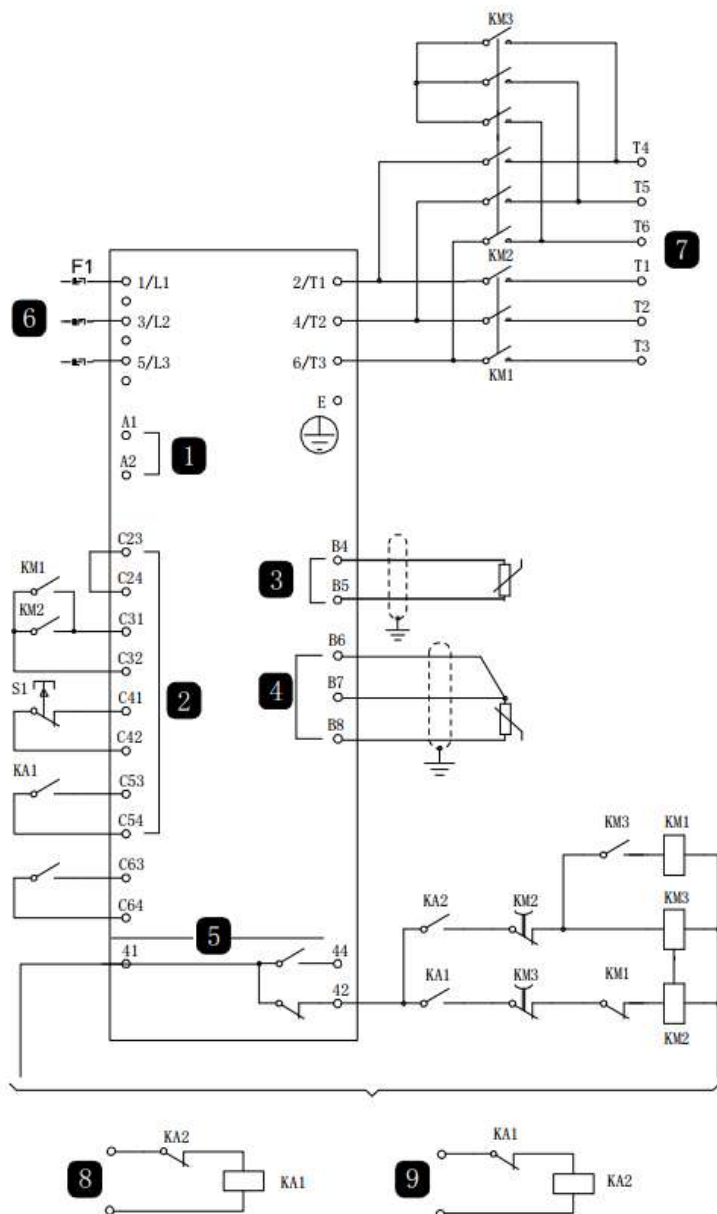 KM3
T4
T5
T6
KM2
7
F1
1/L1
2/T1
T1
6
3/L2
4/T2
T2
5/L3
6/T3
T3
KM1
E
A1
1
A2
C23
B4
KM1
C24
3
B5
KM2
C31
B6
C32
S1
2
4
B7
C41
B8
C42
KA1
C53
C54
KM3
KM1
C63
KA2
KM2
KM3
C64
5
41
44
KA1
KM3
KM1
42
KM2
KA2
KA1
8
KA1
9
KA2